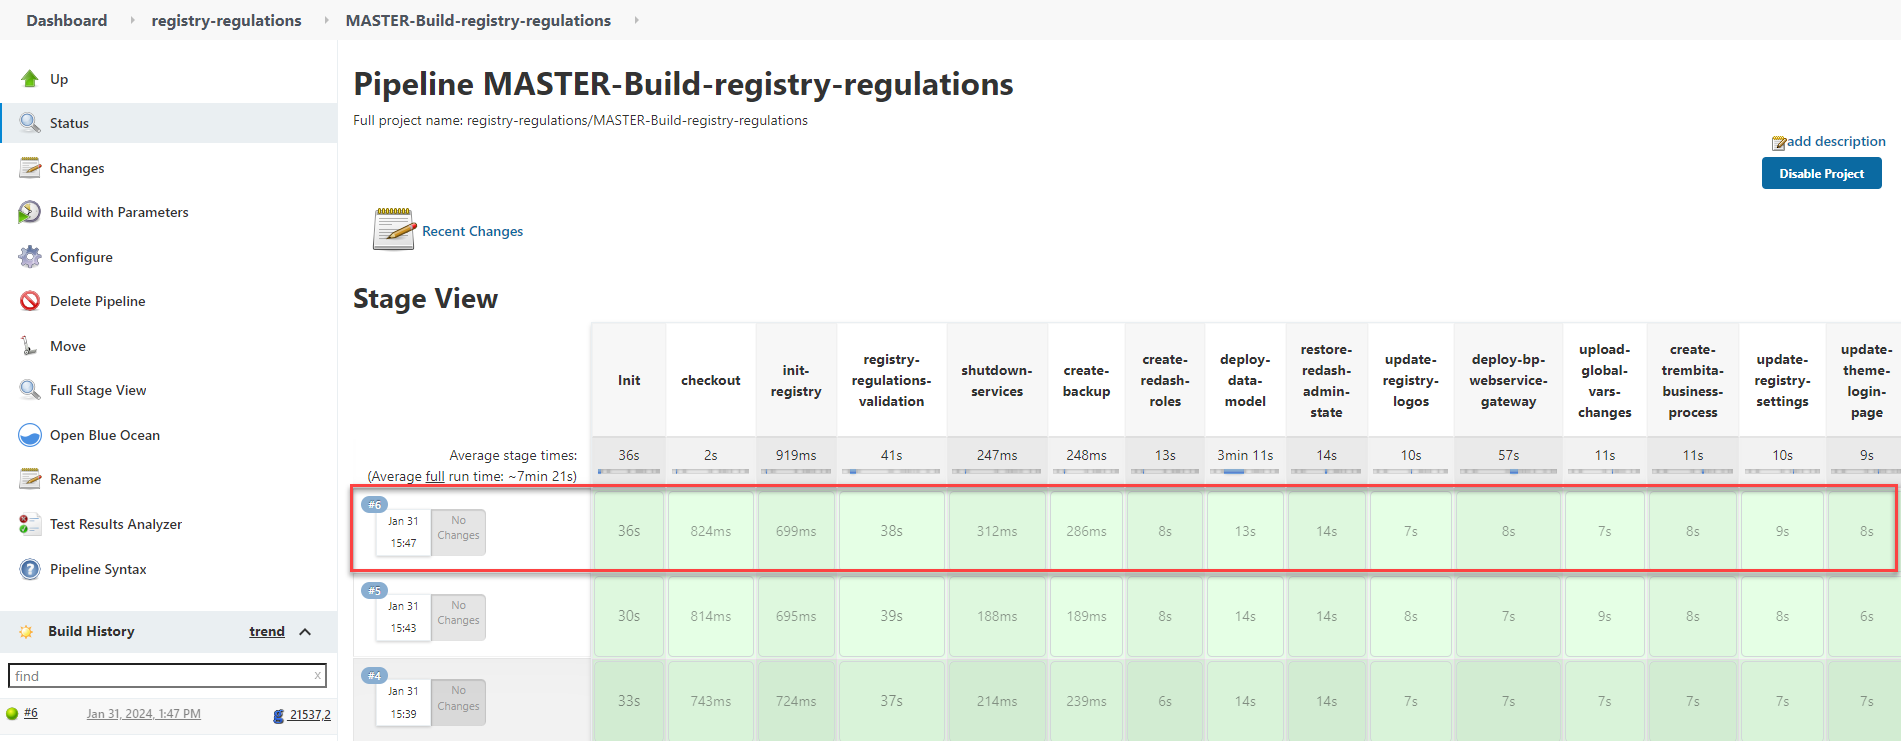 Dashboard registry-regulations MASTER-Build-registry-regulations
Up
Status
Changes
Build with Parameters
Configure
Delete Pipeline
Move
Full Stage View
Open Blue Ocean
Rename
Test Results Analyzer
Pipeline Syntax
Build History trend
find x
#6 Jan 31, 2024, 1:47 PM 21537,2
Pipeline MASTER-Build-registry-regulations
Full project name: registry-regulations/MASTER-Build-registry-regulations
add description
Disable Project
Recent Changes
Stage View
Init
checkout
init-
registry
registry-
regulations-
validation
shutdown-
services
create-
backup
create-
redash-
roles
deploy-
data-
model
restore-
redash-
admin-
state
update-
registry-
logos
deploy-bp-
webservice-
gateway
upload-
global-
vars-
changes
create-
trembita-
business-
process
update-
registry-
settings
update-
theme-
login-
page
Average stage times: 36s 2s 919ms 41s 247ms 248ms 13s 3min 11s 14s 10s 57s 11s 11s 10s 9s
(Average full run time: ~7min 21s)
#6
Jan 31
15:47
No
Changes
36s 824ms 699ms 38s 312ms 286ms 8s 13s 14s 7s 8s 7s 8s 9s 8s
#5
Jan 31
15:43
No
Changes
30s 814ms 695ms 39s 188ms 189ms 8s 14s 14s 8s 7s 9s 8s 8s 6s
#4
Jan 31
15:39
No
Changes
33s 743ms 724ms 37s 214ms 239ms 6s 14s 14s 7s 7s 7s 7s 7s 7s